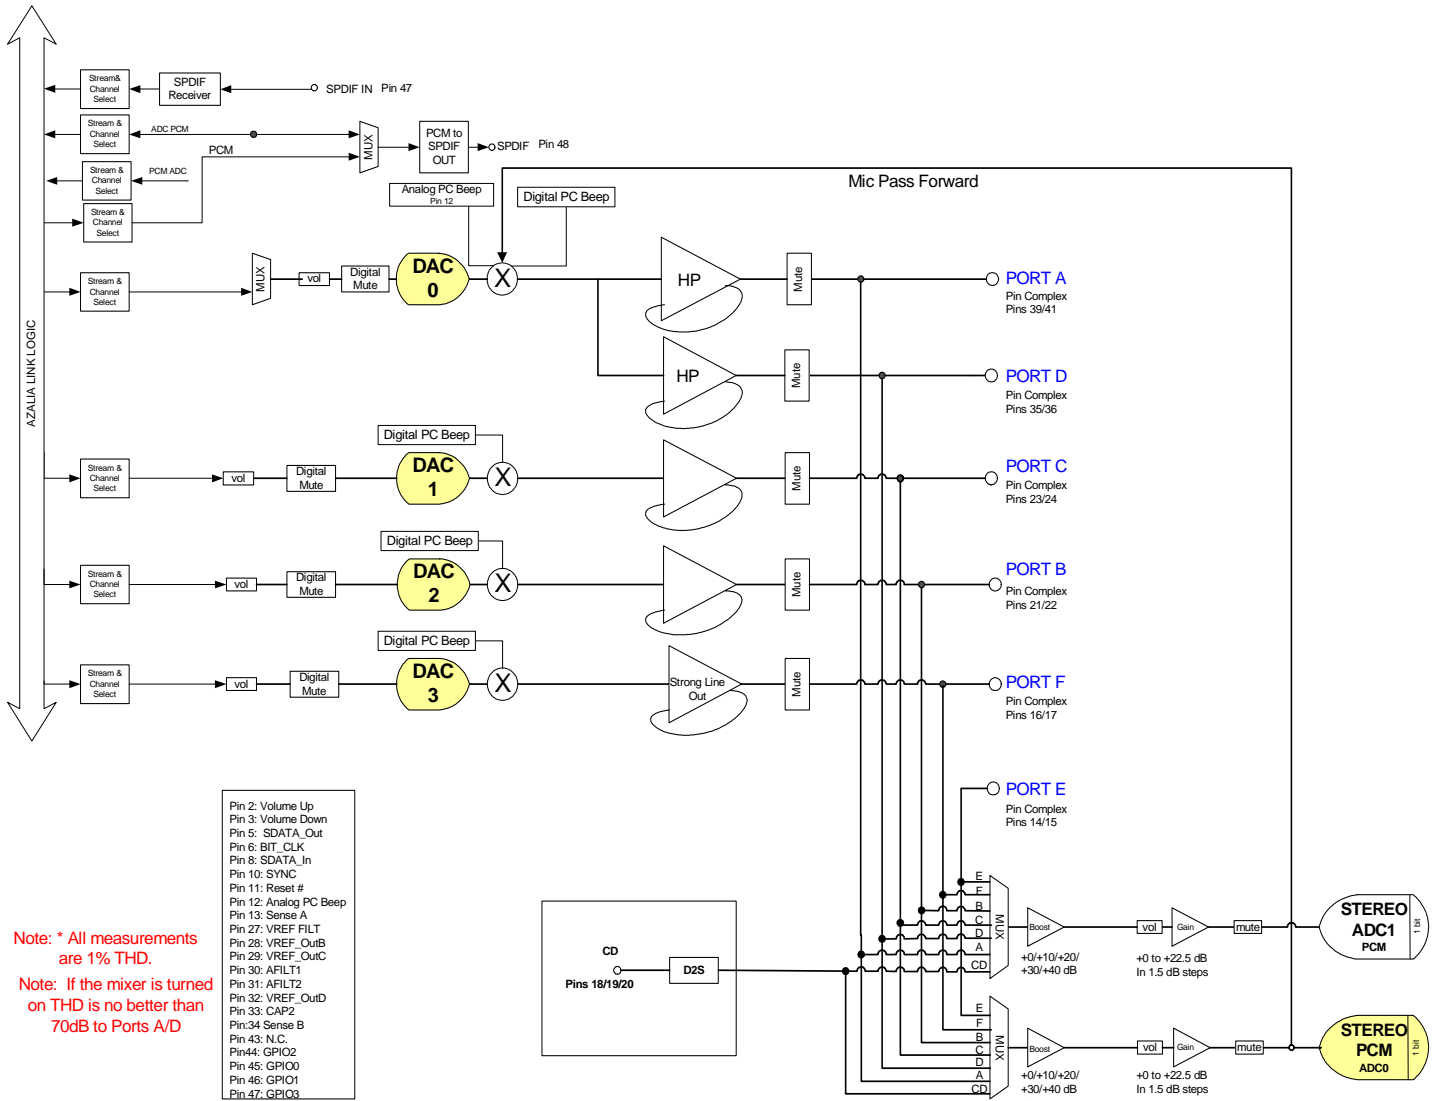 Stream&
Channel
Select
SPDIF
Receiver
SPDIF IN Pin 47
Stream &
Channel
Select
ADC PCM
MUX
PCM to
SPDIF
OUT
SPDIF Pin 48
PCM
Stream &
Channel
Select
PCM ADC
Stream &
Channel
Select
Analog PC Beep
Pin 12
Digital PC Beep
Mic Pass Forward
AZALIA LINK LOGIC
Stream &
Channel
Select
MUX
vol
Digital
Mute
DAC
0
X
HP
Mute
PORT A
Pin Complex
Pins 39/41
HP
Mute
PORT D
Pin Complex
Pins 35/36
Digital PC Beep
Stream &
Channel
Select
vol
Digital
Mute
DAC
1
X
Mute
PORT C
Pin Complex
Pins 23/24
Digital PC Beep
Stream &
Channel
Select
vol
Digital
Mute
DAC
2
X
Mute
PORT B
Pin Complex
Pins 21/22
Digital PC Beep
Stream &
Channel
Select
vol
Digital
Mute
DAC
3
X
Strong Line
Out
Mute
PORT F
Pin Complex
Pins 16/17
PORT E
Pin Complex
Pins 14/15
Pin 2: Volume Up
Pin 3: Volume Down
Pin 5: SDATA_Out
Pin 6: BIT_CLK
Pin 8: SDATA_In
Pin 10: SYNC
Pin 11: Reset #
Pin 12: Analog PC Beep
Pin 13: Sense A
Pin 27: VREF FILT
Pin 28: VREF_OutB
Pin 29: VREF_OutC
Pin 30: AFILT1
Pin 31: AFILT2
Pin 32: VREF_OutD
Pin 33: CAP2
Pin:34 Sense B
Pin 43: N.C.
Pin44: GPIO2
Pin 45: GPIO0
Pin 46: GPIO1
Pin 47: GPIO3
Note: * All measurements
are 1% THD.
Note: If the mixer is turned
on THD is no better than
70dB to Ports A/D
CD
Pins 18/19/20
D2S
E
F
B
C
D
A
CD
MUX
Boost
+0/+10/+20/
+30/+40 dB
vol
Gain
+0 to +22.5 dB
In 1.5 dB steps
mute
STEREO
ADC1
PCM
1 bit
E
F
B
C
D
A
CD
MUX
Boost
+0/+10/+20/
+30/+40 dB
vol
Gain
+0 to +22.5 dB
In 1.5 dB steps
mute
STEREO
PCM
ADC0
1 bit